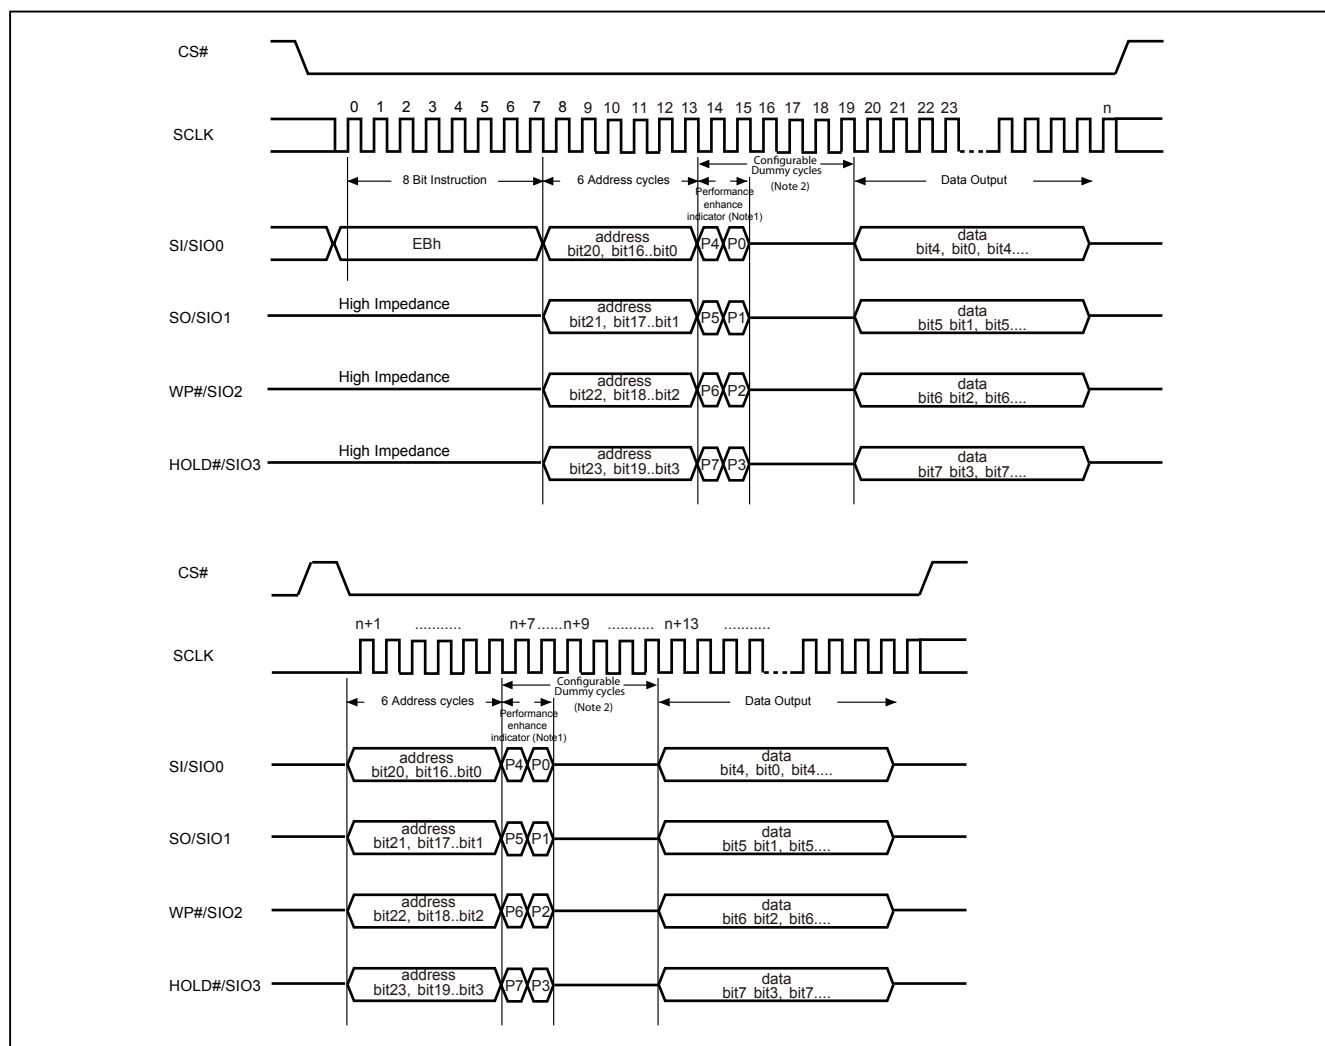 CS#
0 1 2 3 4 5 6 7 8 9 10 11 12 13 14 15 16 17 18 19 20 21 22 23 n
SCLK
Configurable
Dummy cycles
(Note 2)
8 Bit Instruction
6 Address cycles
Data Output
Performance
enhance
indicator (Note1)
SI/SIO0
EBh
address
bit20, bit16..bit0
P4
P0
data
bit4, bit0, bit4....
SO/SIO1
High Impedance
address
bit21, bit17..bit1
P5
P1
data
bit5 bit1, bit5....
WP#/SIO2
High Impedance
address
bit22, bit18..bit2
P6
P2
data
bit6 bit2, bit6....
HOLD#/SIO3
High Impedance
address
bit23, bit19..bit3
P7
P3
data
bit7 bit3, bit7....
CS#
n+1 ........... n+7 ......n+9 ........... n+13 ...........
SCLK
Configurable
Dummy cycles
(Note 2)
6 Address cycles
Data Output
Performance
enhance
indicator (Note1)
SI/SIO0
address
bit20, bit16..bit0
P4
P0
data
bit4, bit0, bit4....
SO/SIO1
address
bit21, bit17..bit1
P5
P1
data
bit5 bit1, bit5....
WP#/SIO2
address
bit22, bit18..bit2
P6
P2
data
bit6 bit2, bit6....
HOLD#/SIO3
address
bit23, bit19..bit3
P7
P3
data
bit7 bit3, bit7....